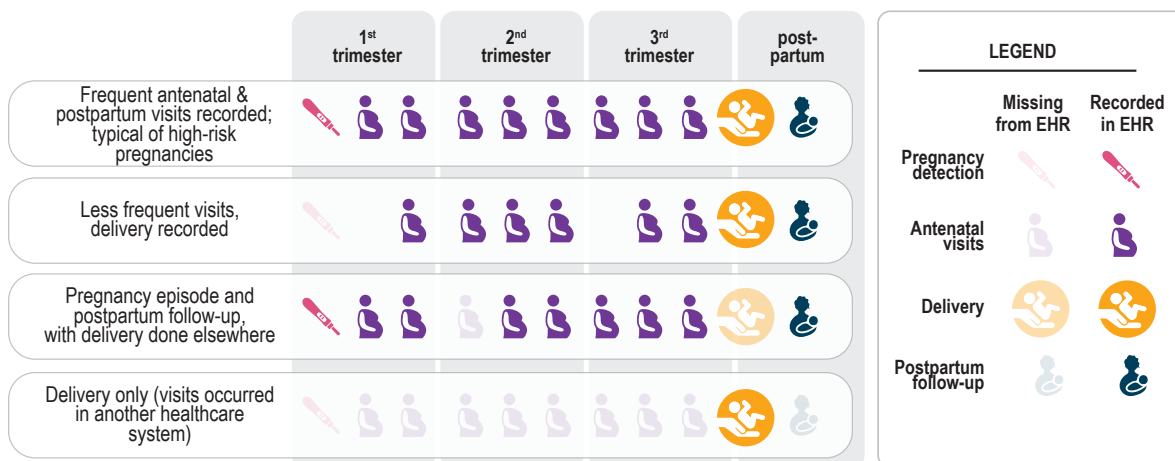 1st trimester
2nd trimester
3rd trimester
post-partum
LEGEND
Missing from EHR
Recorded in EHR
Frequent antenatal &
postpartum visits recorded;
typical of high-risk
pregnancies
Pregnancy
detection
Less frequent visits,
delivery recorded
Antenatal
visits
Pregnancy episode and
postpartum follow-up,
with delivery done elsewhere
Delivery
Postpartum
follow-up
Delivery only (visits occurred
in another healthcare
system)